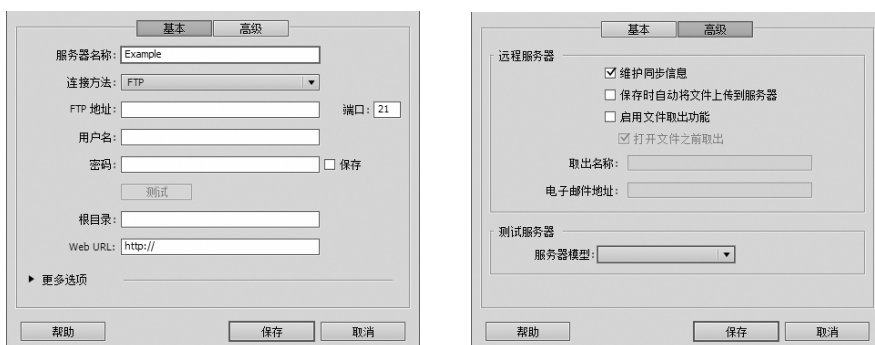 基本 高级
服务器名称: Example
连接方法: FTP
FTP 地址: 端口: 21
用户名:
密码: 保存
测试
根目录:
Web URL: http://
更多选项
帮助 保存 取消
基本 高级
远程服务器
维护同步信息
保存时自动将文件上传到服务器
启用文件取出功能
打开文件之前取出
取出名称:
电子邮件地址:
测试服务器
服务器模型:
帮助 保存 取消